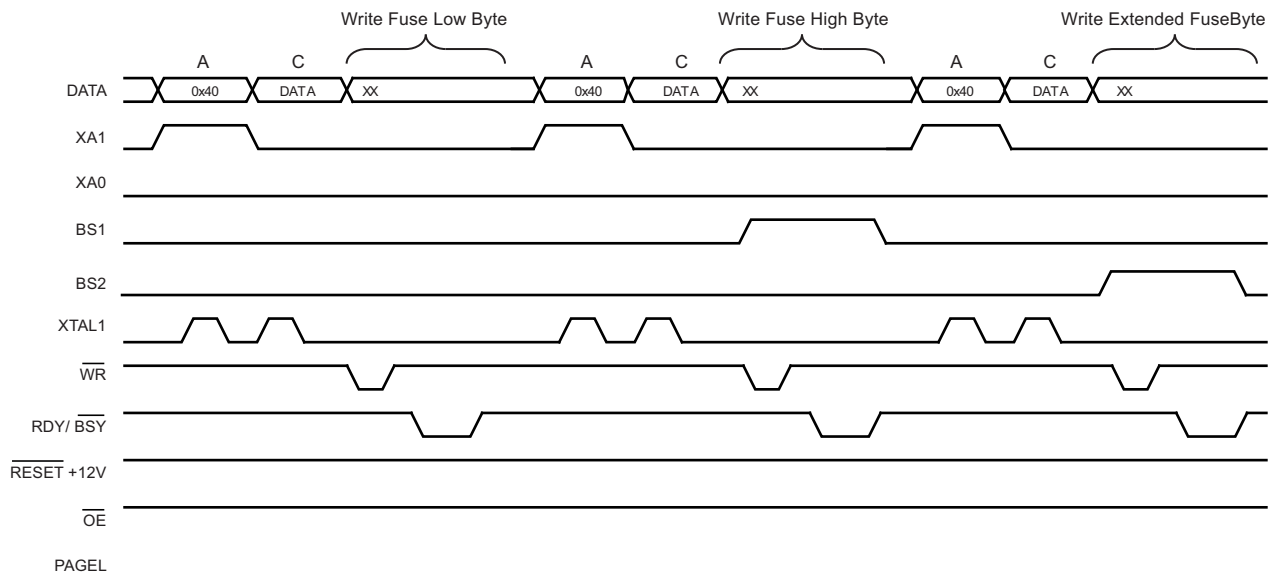 Write Fuse Low Byte Write Fuse High Byte Write Extended FuseByte
A C A C A C
DATA 0x40 DATA XX 0x40 DATA XX 0x40 DATA XX
XA1
XA0
BS1
BS2
XTAL1
WR
RDY/ BSY
RESET +12V
OE
PAGEL